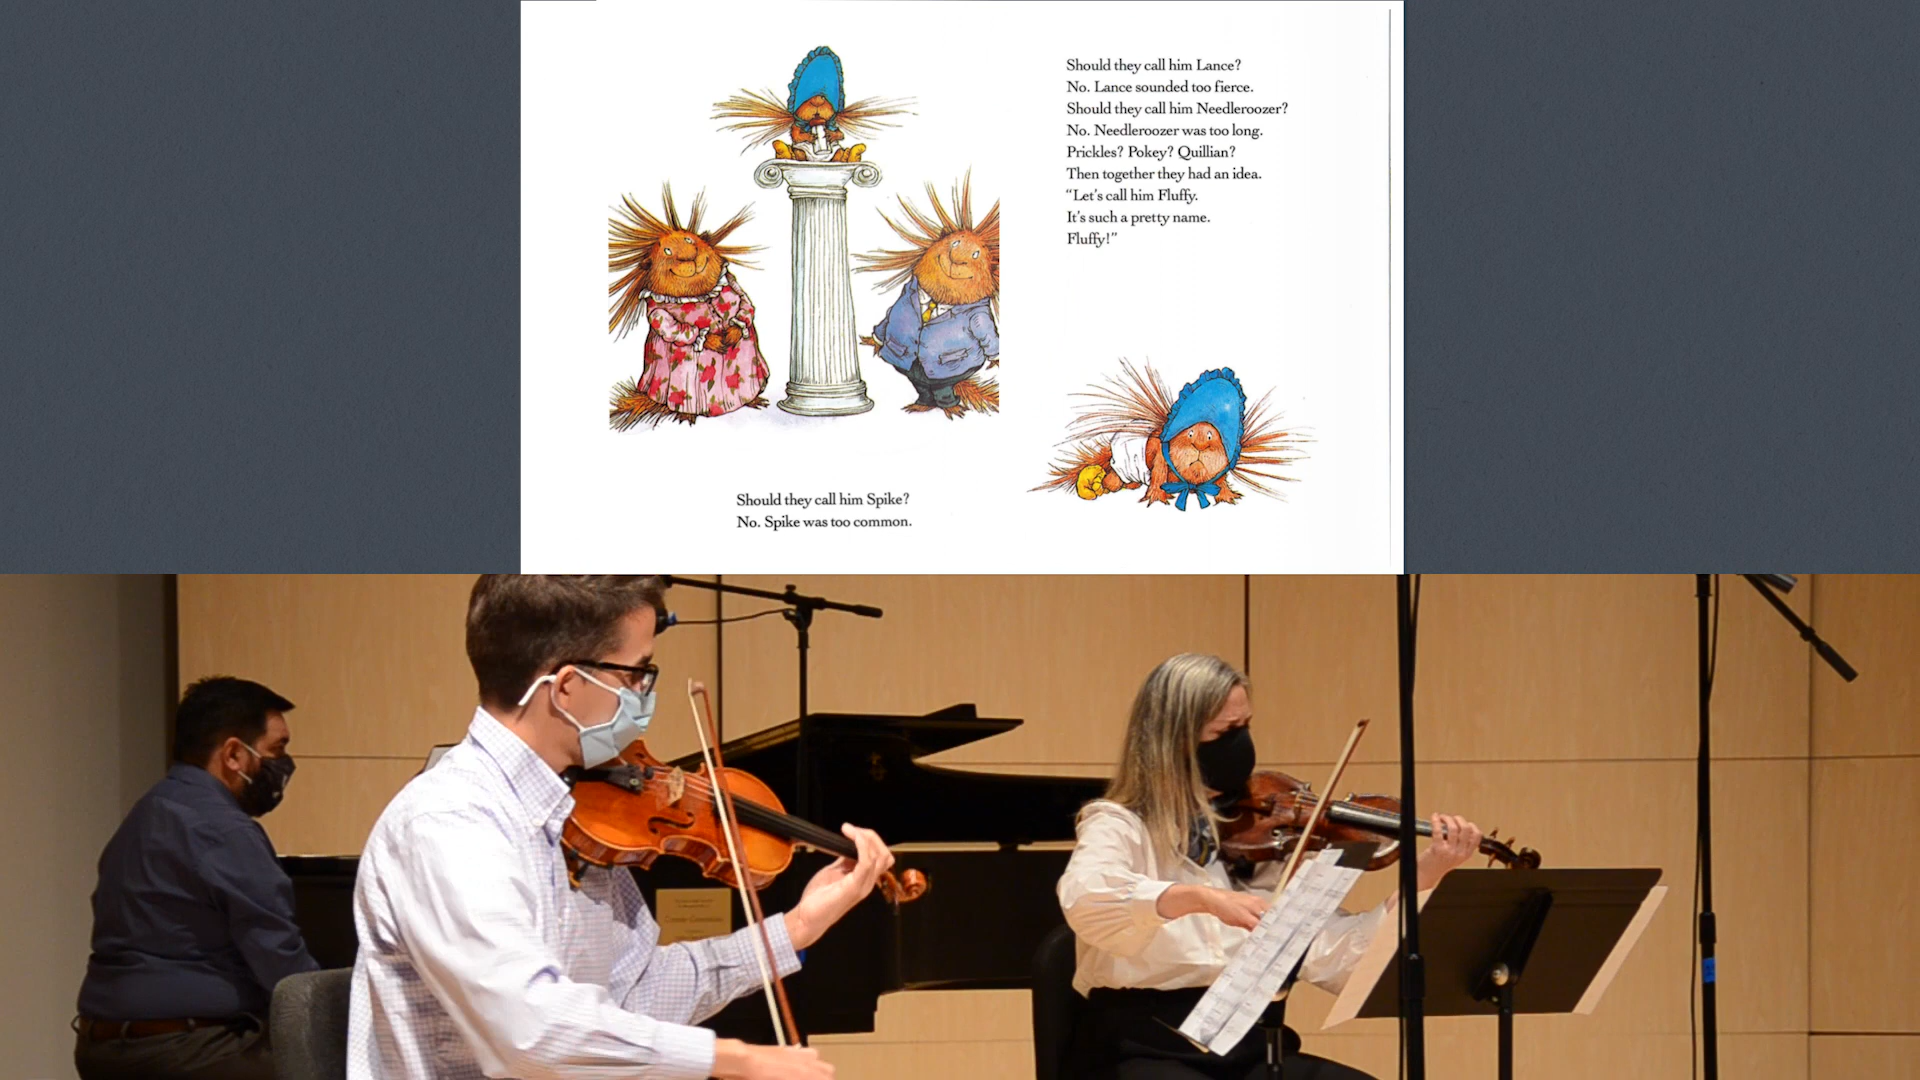 Should they call him Spike?
No. Spike was too common.
Should they call him Lance?
No. Lance sounded too fierce.
Should they call him Needleroozer?
No. Needleroozer was too long.
Prickles? Pokey? Quillian?
Then together they had an idea.
“Let’s call him Fluffy.
It’s such a pretty name.
Fluffy!”